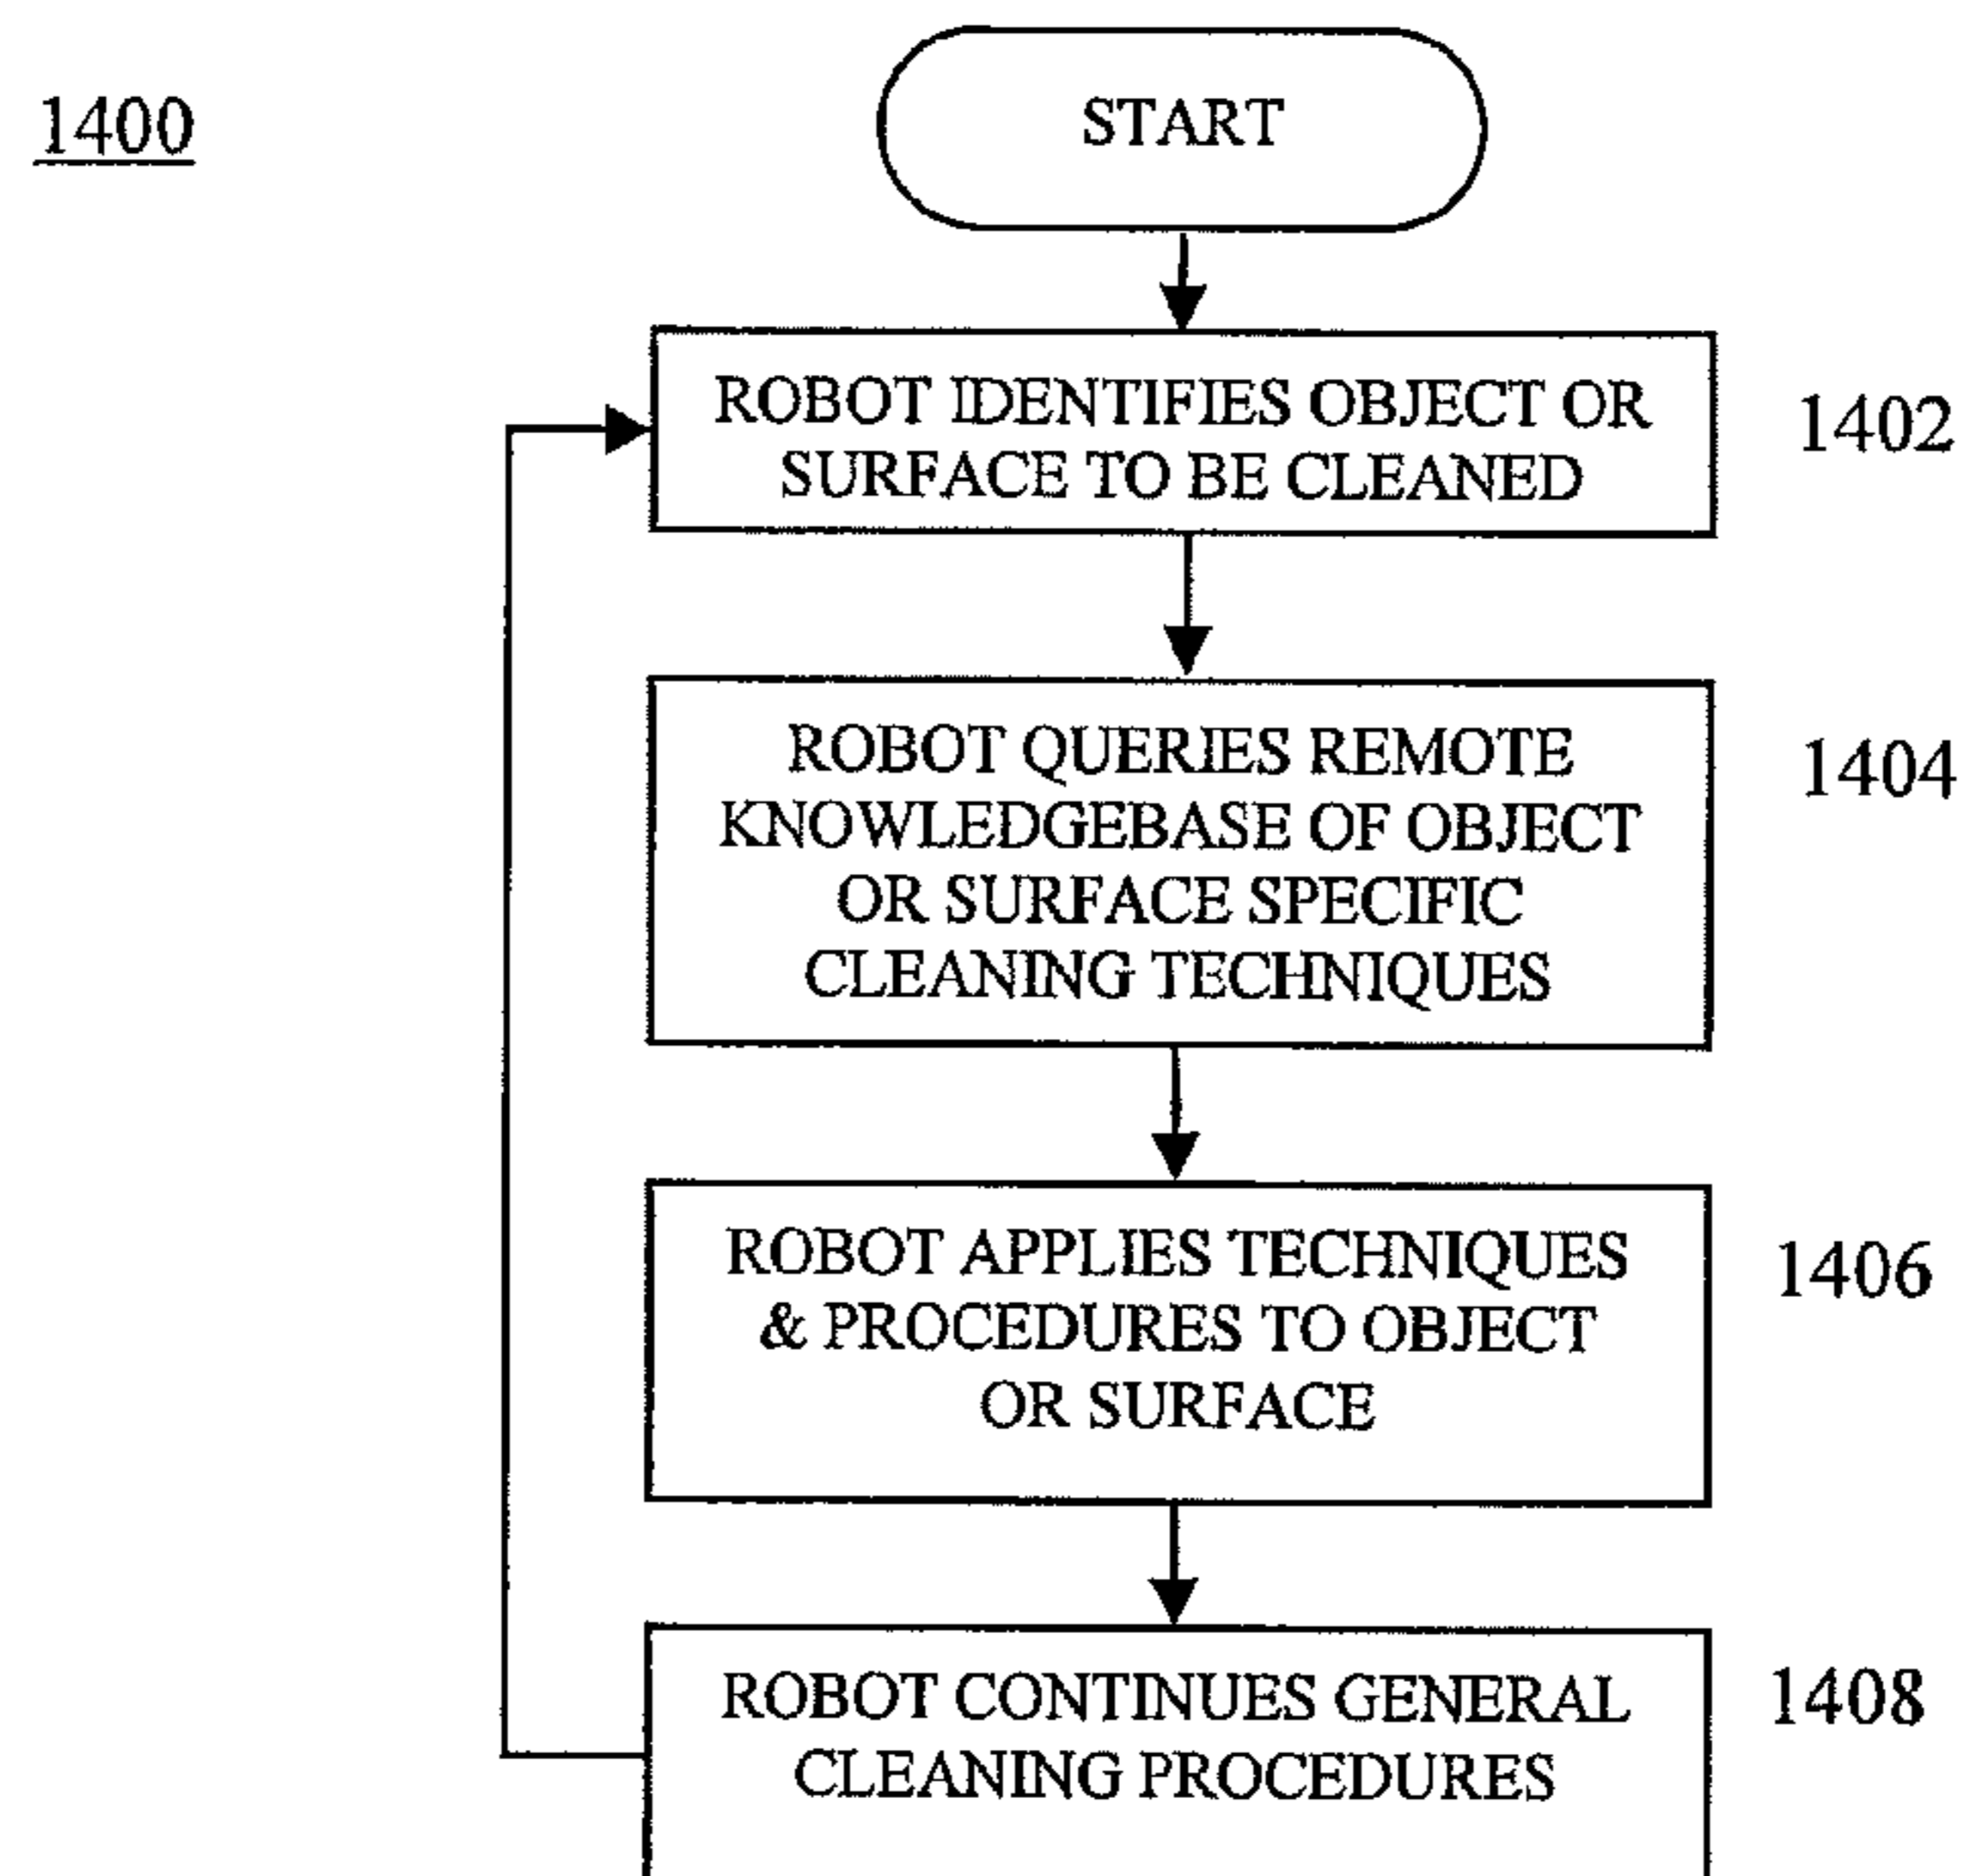 1400
START
ROBOT IDENTIFIES OBJECT OR
SURFACE TO BE CLEANED
1402
ROBOT QUERIES REMOTE
KNOWLEDGEBASE OF OBJECT
OR SURFACE SPECIFIC
CLEANING TECHNIQUES
1404
ROBOT APPLIES TECHNIQUES
& PROCEDURES TO OBJECT
OR SURFACE
1406
ROBOT CONTINUES GENERAL
CLEANING PROCEDURES
1408